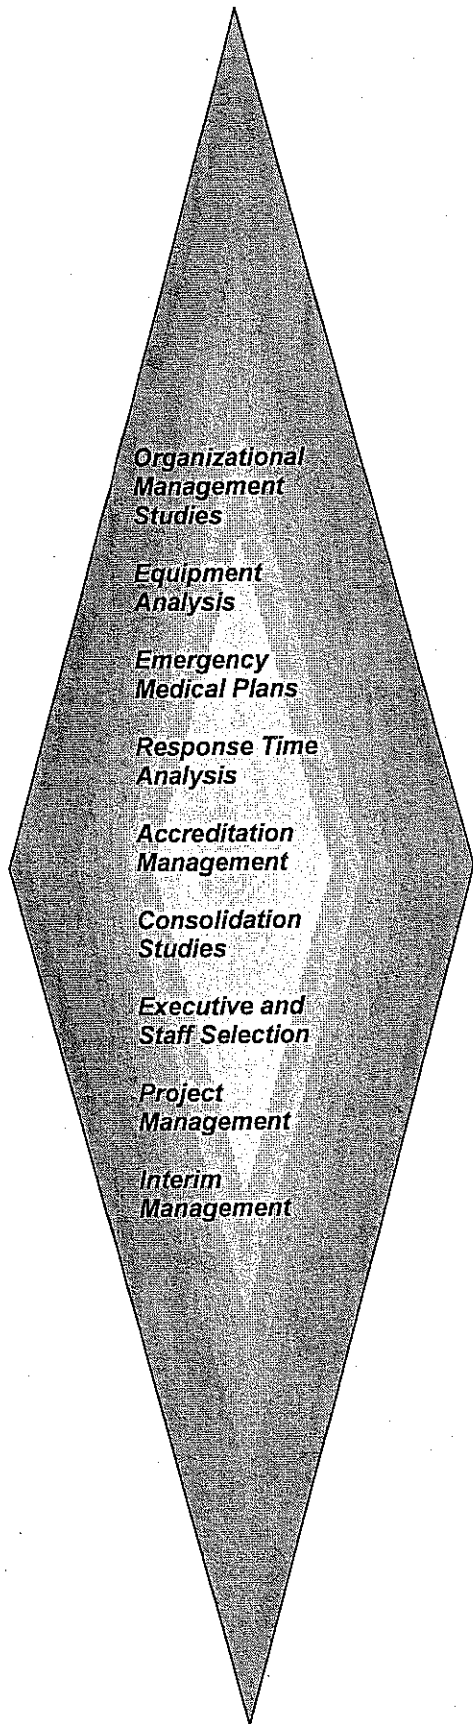 Organizational
Management
Studies
Equipment
Analysis
Emergency
Medical Plans
Response Time
Analysis
Accreditation
Management
Consolidation
Studies
Executive and
Staff Selection
Project
Management
Interim
Management